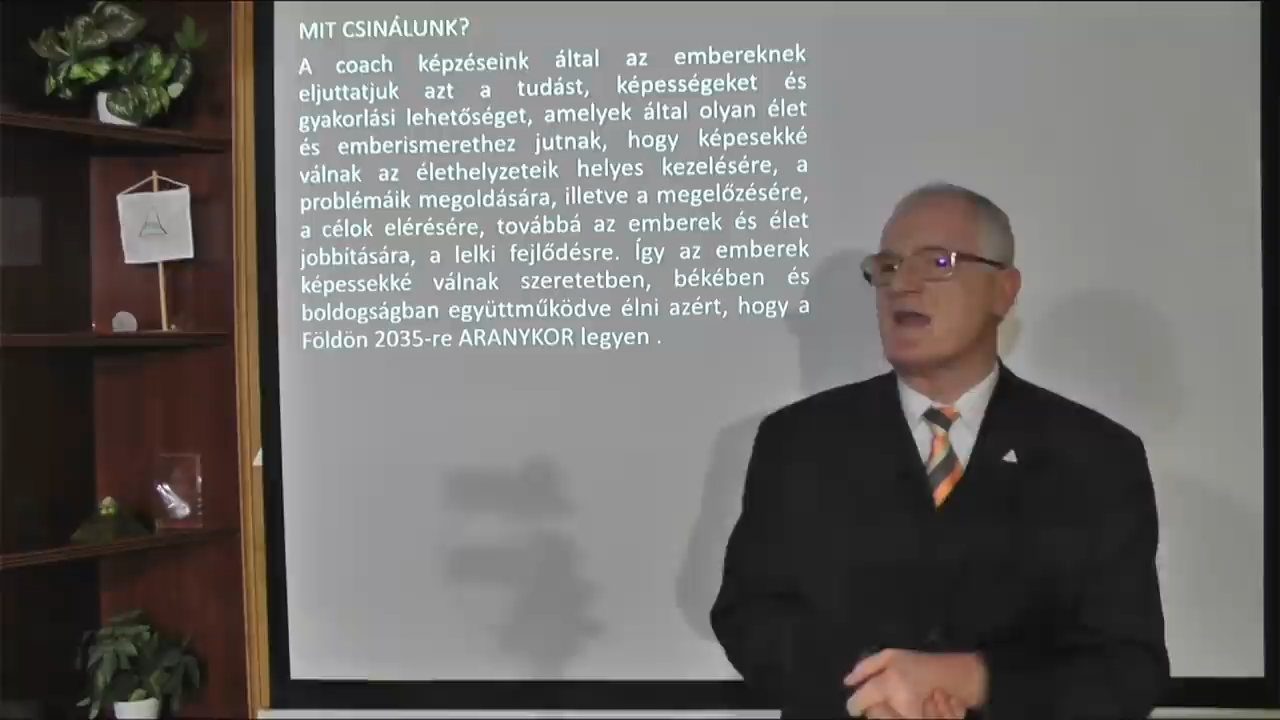 MIT CSINÁLUNK?
A coach képzéseink által az embereknek
eljuttatjuk azt a tudást, képességeket és
gyakorlási lehetőséget, amelyek által olyan élet
és emberismerethez jutnak, hogy képesekké
válnak az élethelyzeteik helyes kezelésére, a
problémáik megoldására, illetve a megelőzésére,
a célok elérésére, továbbá az emberek és élet
jobbítására, a lelki fejlődésre. Így az emberek
képessekké válnak szeretetben, békében és
boldogságban együttműködve élni azért, hogy a
Földön 2035-re ARANYKOR legyen .